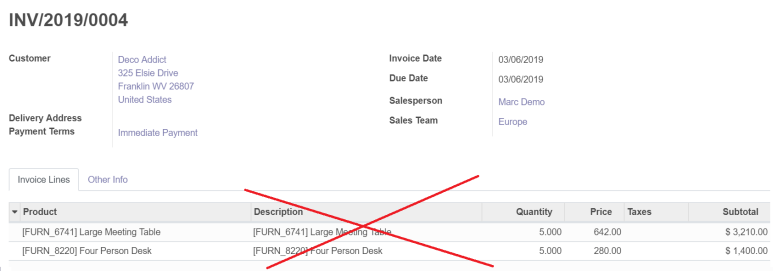 INV/2019/0004
Customer Deco Addict Invoice Date 03/06/2019
325 Elsie Drive
Franklin WV 26807 Due Date 03/06/2019
United States Salesperson Marc Demo
Delivery Address Sales Team Europe
Payment Terms Immediate Payment
Invoice Lines Other Info
Product Description Quantity Price Taxes Subtotal
[FURN_6741] Large Meeting Table [FURN_6741] Large Meeting Table 5.000 642.00 $ 3,210.00
[FURN_8220] Four Person Desk [FURN_8220] Four Person Desk 5.000 280.00 $ 1,400.00